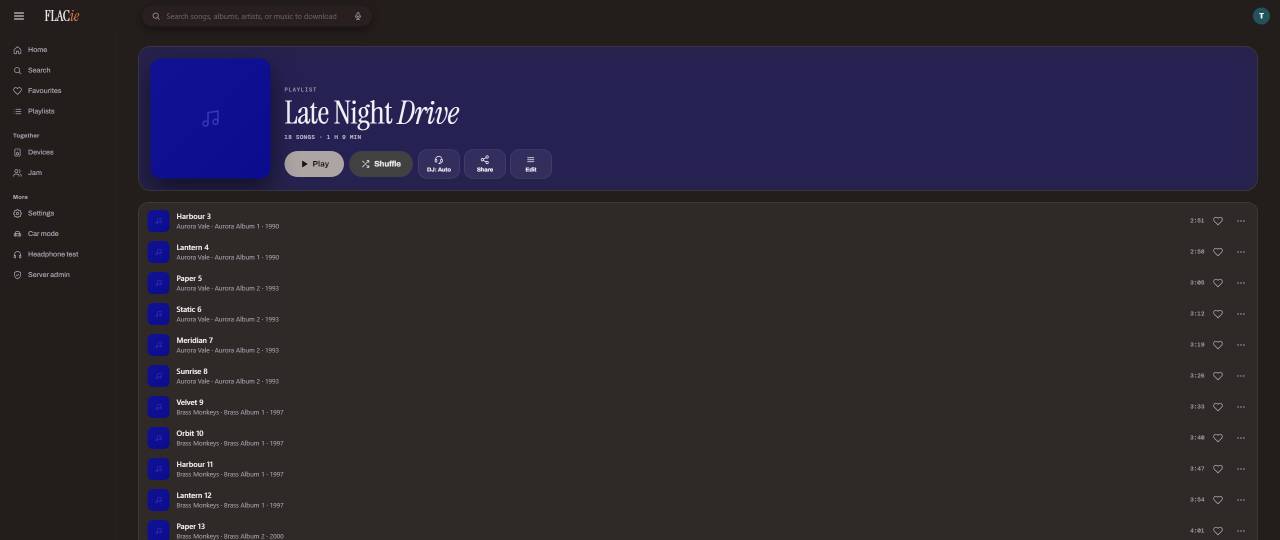 FLACie
Search songs, albums, artists, or music to download
T
Home
Search
Favourites
Playlists
Together
Devices
Jam
More
Settings
Car mode
Headphone test
Server admin
PLAYLIST
Late Night Drive
18 SONGS · 1 H 9 MIN
Play
Shuffle
DJ: Auto
Share
Edit
Harbour 3
Aurora Vale · Aurora Album 1 · 1990
2:51
Lantern 4
Aurora Vale · Aurora Album 1 · 1990
2:58
Paper 5
Aurora Vale · Aurora Album 2 · 1993
3:05
Static 6
Aurora Vale · Aurora Album 2 · 1993
3:12
Meridian 7
Aurora Vale · Aurora Album 2 · 1993
3:19
Sunrise 8
Aurora Vale · Aurora Album 2 · 1993
3:26
Velvet 9
Brass Monkeys · Brass Album 1 · 1997
3:33
Orbit 10
Brass Monkeys · Brass Album 1 · 1997
3:40
Harbour 11
Brass Monkeys · Brass Album 1 · 1997
3:47
Lantern 12
Brass Monkeys · Brass Album 1 · 1997
3:54
Paper 13
Brass Monkeys · Brass Album 2 · 2000
4:01